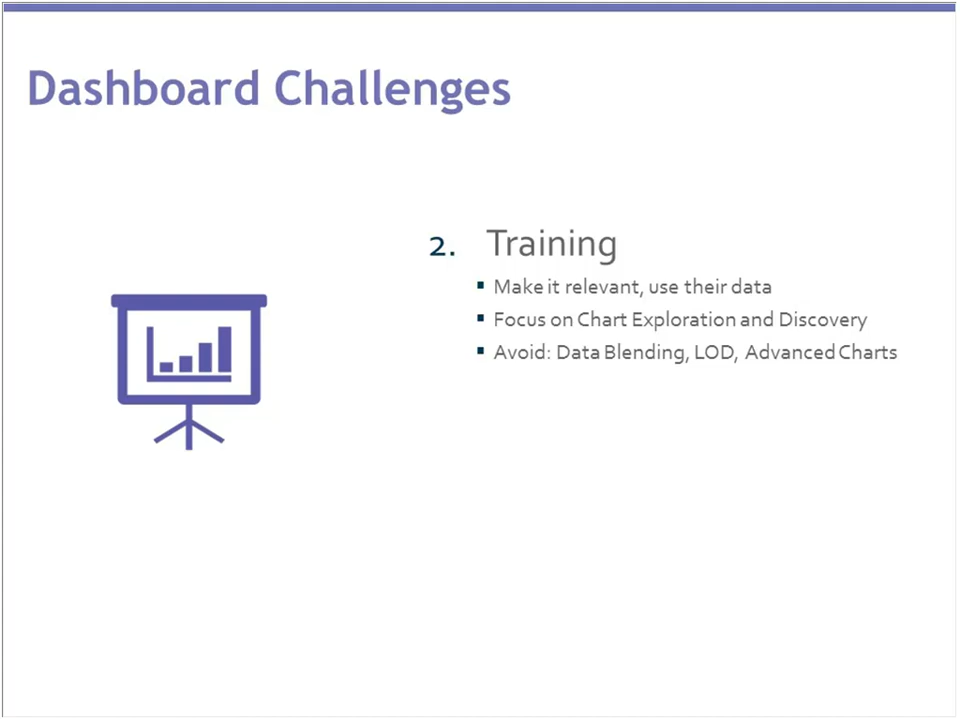 Dashboard Challenges
2. Training
▪ Make it relevant, use their data
▪ Focus on Chart Exploration and Discovery
▪ Avoid: Data Blending, LOD, Advanced Charts